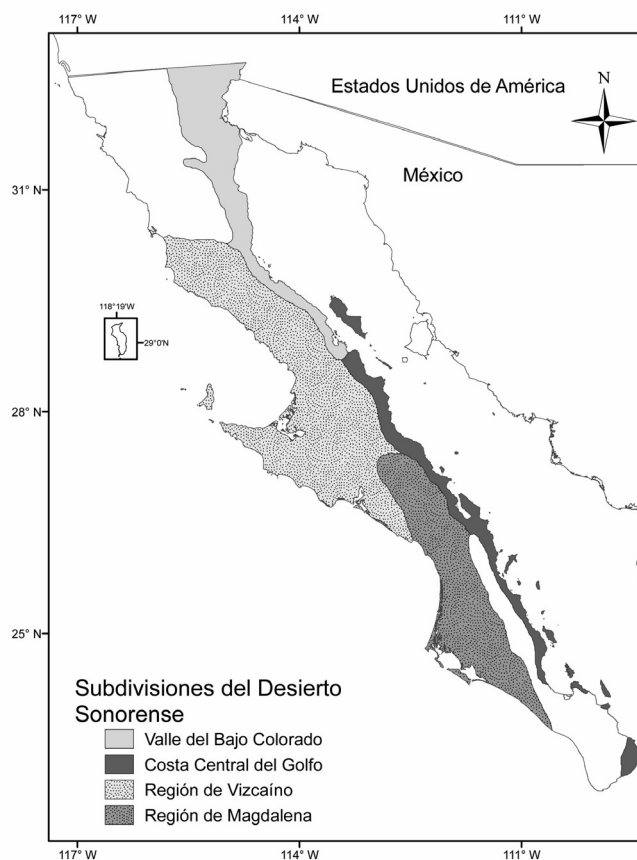 117° W
114° W
111° W
Estados Unidos de América
N
México
31° N
118°19'W
29°0'N
28° N
25° N
Subdivisiones del Desierto
Sonorense
Valle del Bajo Colorado
Costa Central del Golfo
Región de Vizcaíno
Región de Magdalena
117° W
114° W
111° W